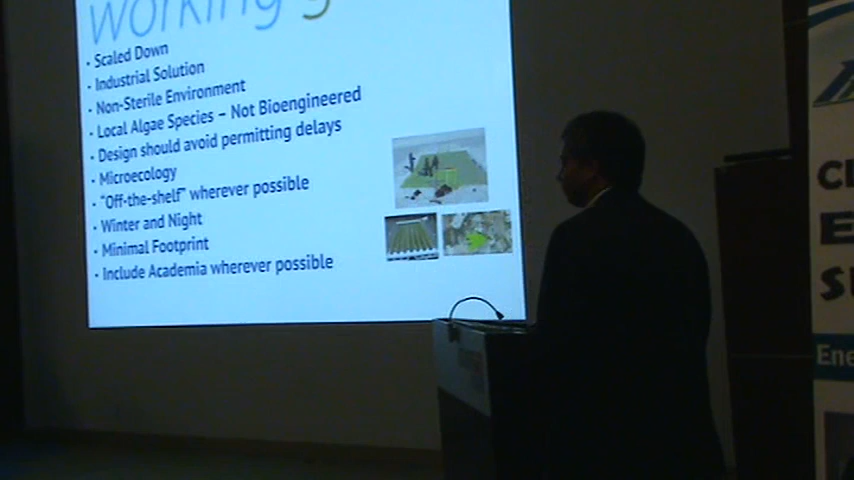 working
• Scaled Down
• Industrial Solution
• Non-Sterile Environment
• Local Algae Species – Not Bioengineered
• Design should avoid permitting delays
• Microecology
• "Off-the-shelf" wherever possible
• Winter and Night
• Minimal Footprint
• Include Academia wherever possible